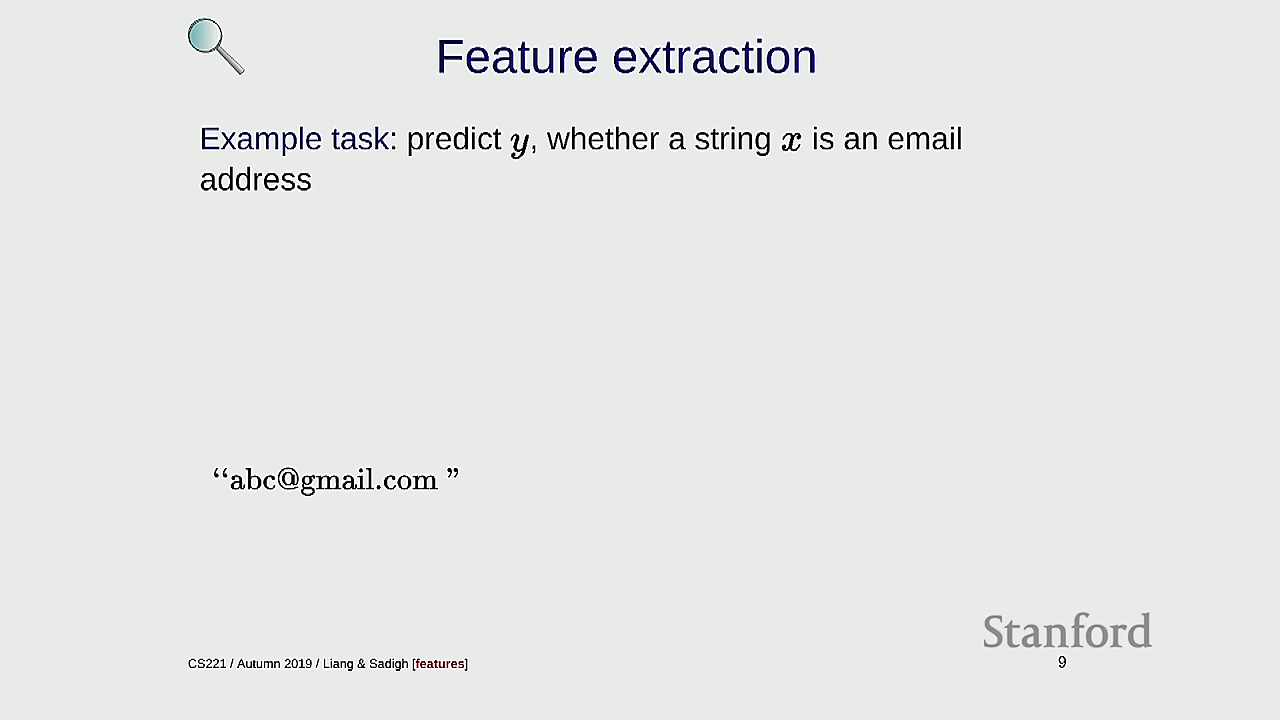 Feature extraction
Example task: predict y, whether a string x is an email
address
“abc@gmail.com ”
Stanford
CS221 / Autumn 2019 / Liang & Sadigh [features]
9